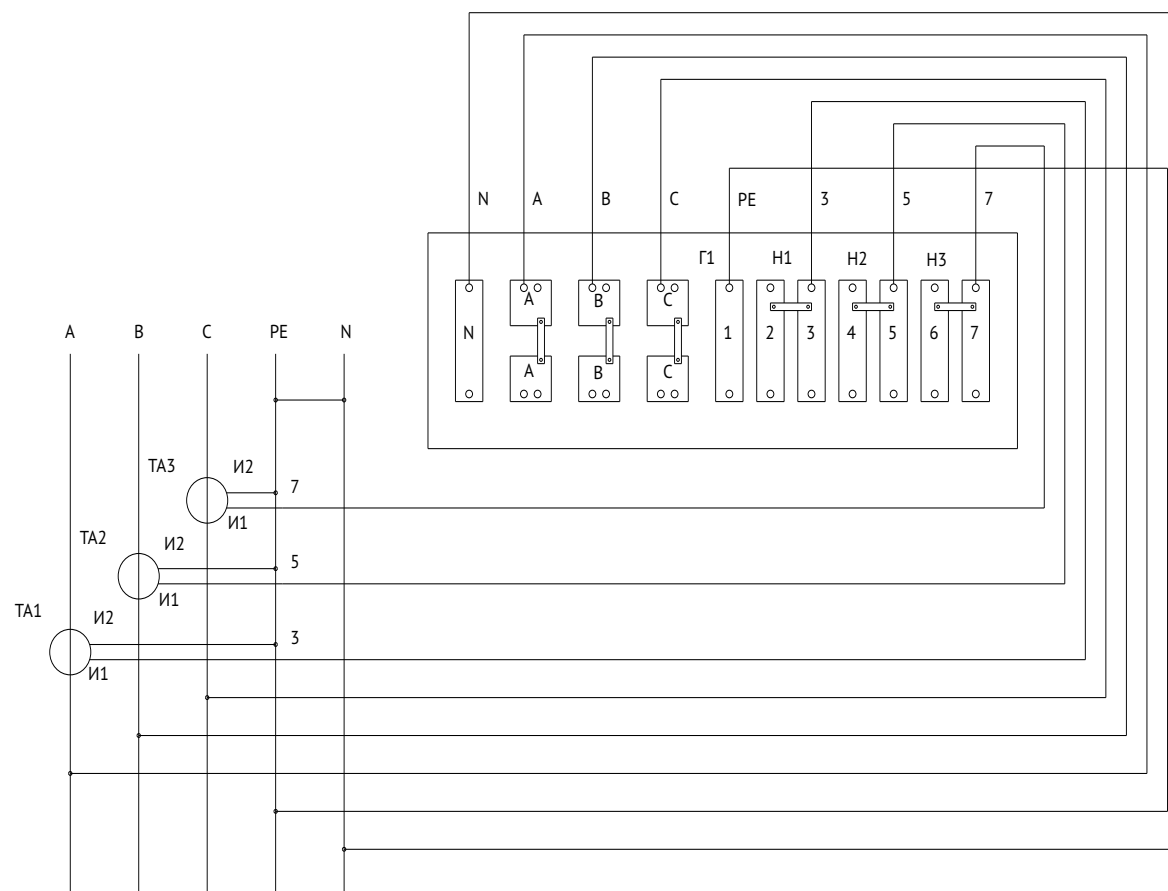 N A B C PE 3 5 7
Г1 Н1 Н2 Н3
A B C
N 1 2 3 4 5 6 7
A B C
A B C PE N
ТА3 И2 7
И1
ТА2 И2 5
И1
ТА1 И2 3
И1